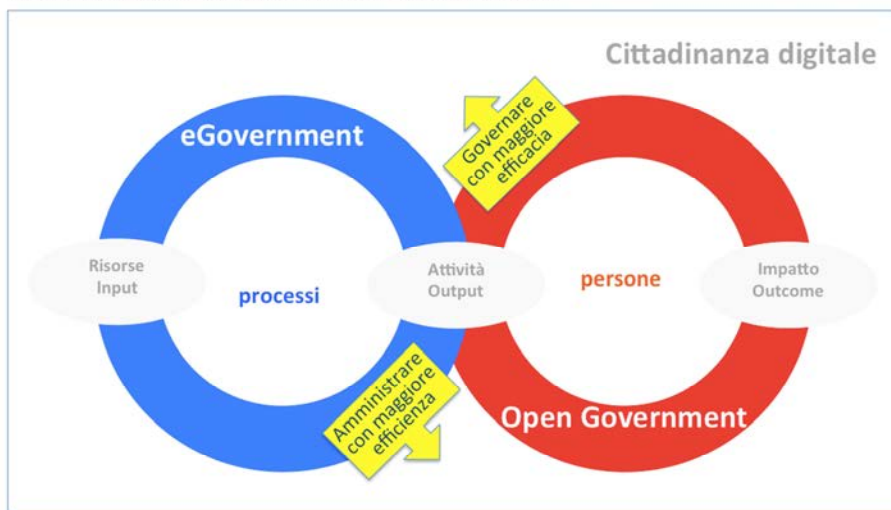 Cittadinanza digitale
eGovernment
Governare
con maggiore
efficacia
Risorse
Input
processi
Attività
Output
persone
Impatto
Outcome
Amministrare
con maggiore
efficienza
Open Government